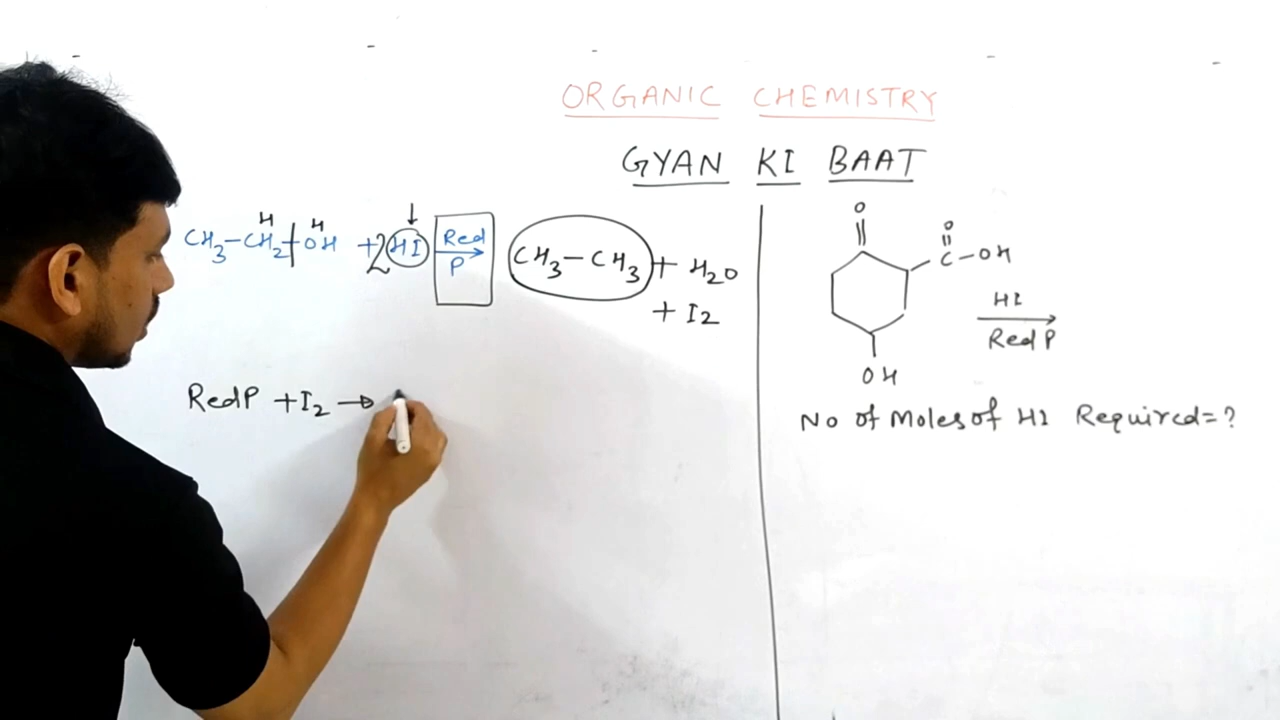 ORGANIC CHEMISTRY
GYAN KI BAAT
H H
CH3-CH2-OH + 2HI Red P → CH3-CH3 + H2O
+ I2
RedP + I2 →
O
O
C-OH
OH
HI
Red P
No of Moles of HI Required=?